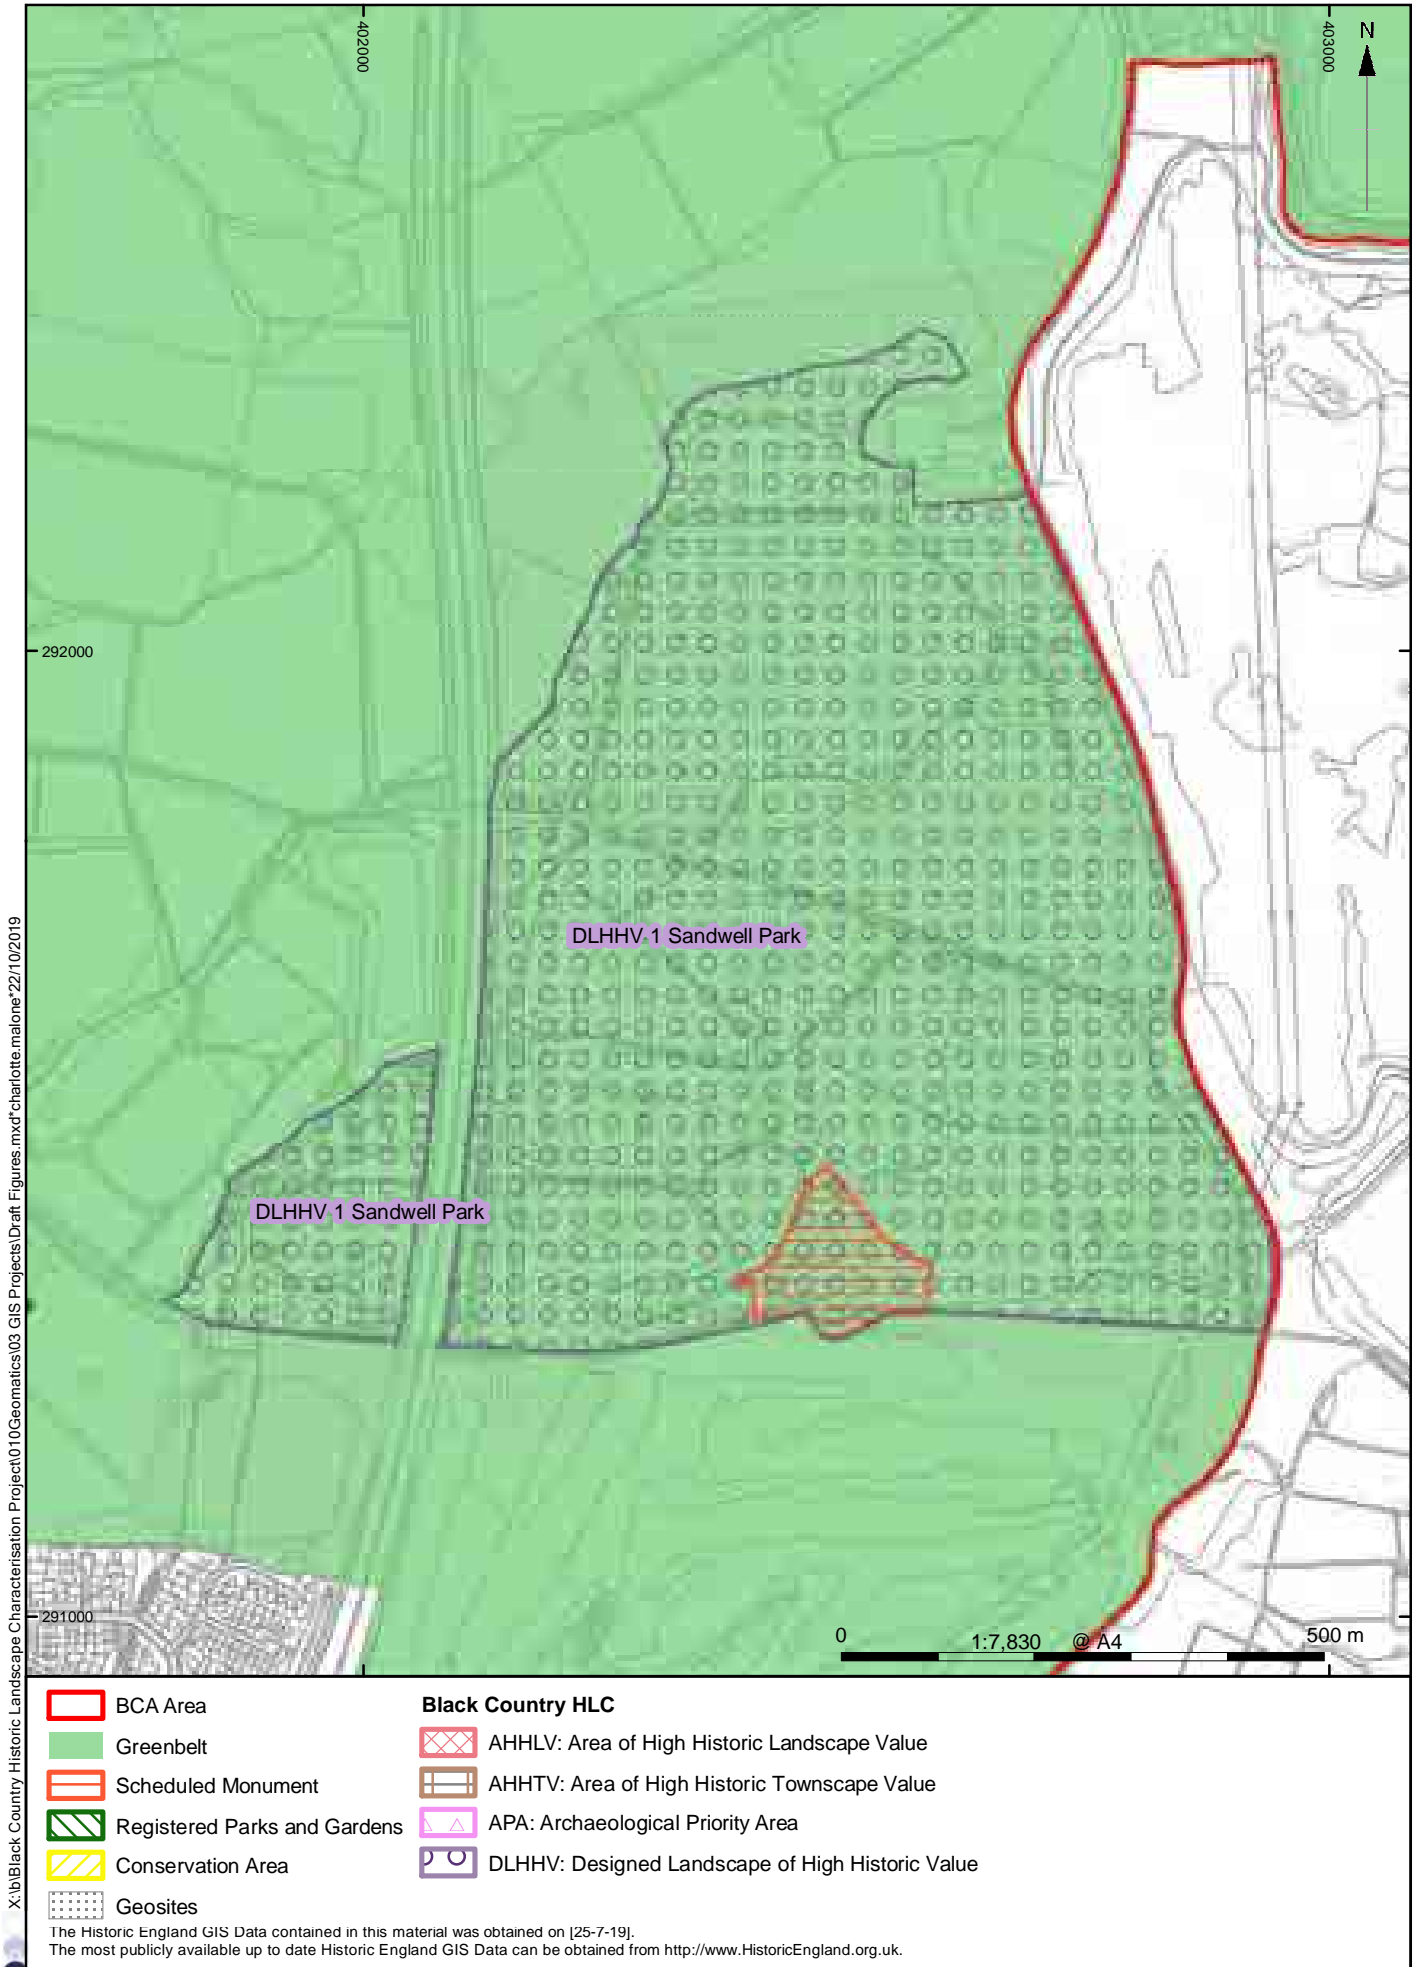 402000
403000
N
292000
DLHHV 1 Sandwell Park
DLHHV 1 Sandwell Park
291000
0
1:7,830 @ A4
500 m
X:\b\Black Country Historic Landscape Characterisation Project\010Geomatics\03 GIS Projects\Draft Figures.mxd*charlotte.malone*22/10/2019
BCA Area
Greenbelt
Scheduled Monument
Registered Parks and Gardens
Conservation Area
Geosites
Black Country HLC
AHHLV: Area of High Historic Landscape Value
AHHTV: Area of High Historic Townscape Value
APA: Archaeological Priority Area
DLHHV: Designed Landscape of High Historic Value
The Historic England GIS Data contained in this material was obtained on [25-7-19].
The most publicly available up to date Historic England GIS Data can be obtained from http://www.HistoricEngland.org.uk.